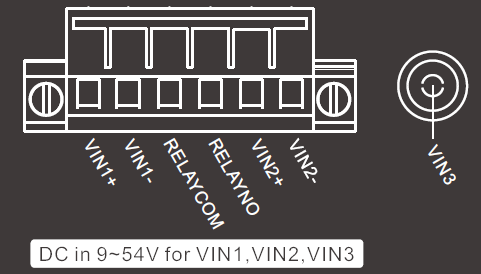 VIN1+
VIN1-
RELAYCOM
RELAYNO
VIN2+
VIN2-
VIN3
DC in 9~54V for VIN1,VIN2,VIN3